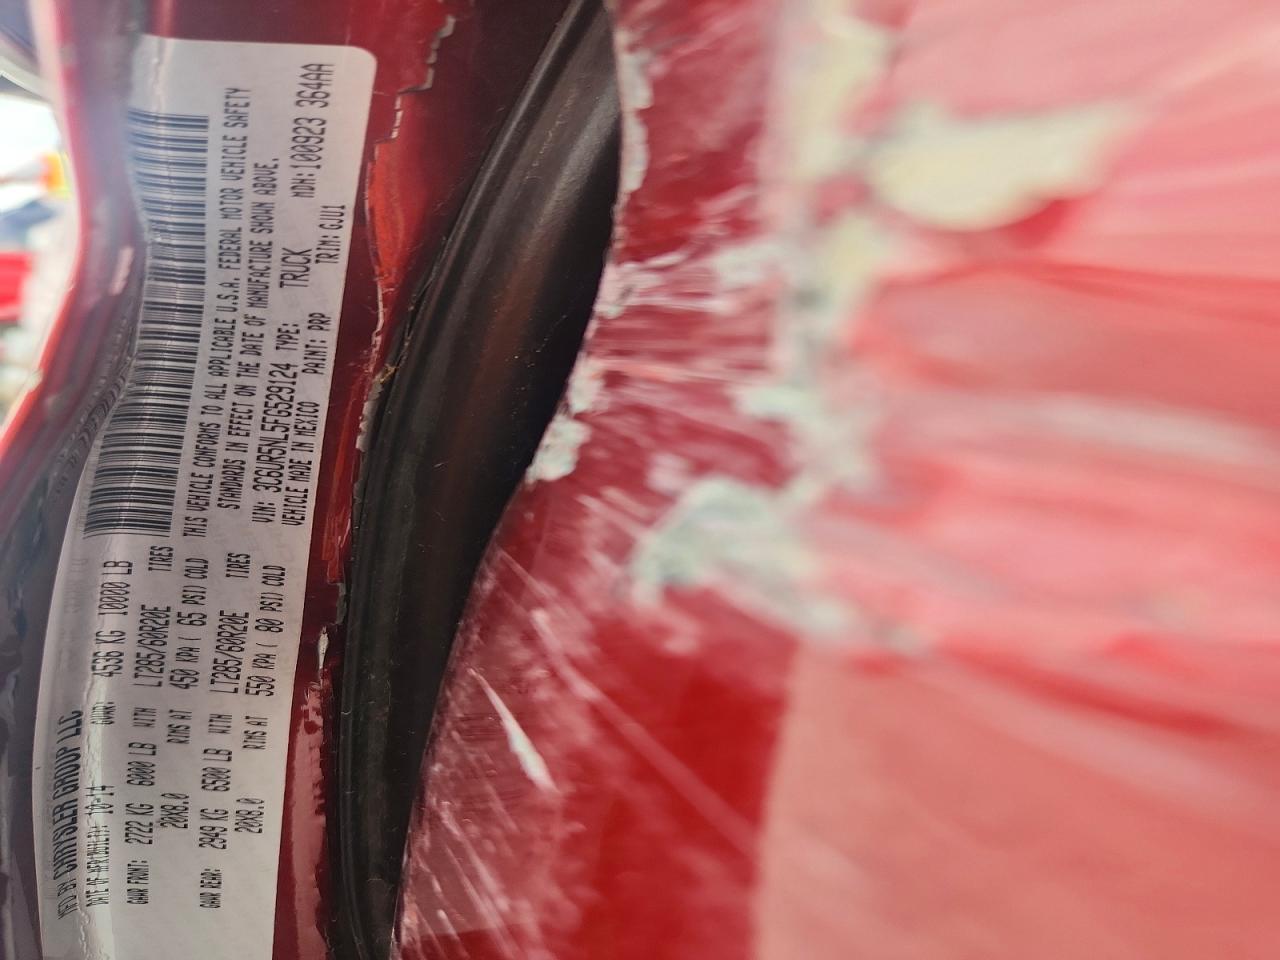 MFD BY CHRYSLER GROUP LLC
DATE OF MFR(MULT): 10-14 GVWR: 4536 KG 10000 LB
GAWR FRONT: 2722 KG 6000 LB WITH LT285/60R20E TIRES
20X8.0 RIMS AT 450 KPA ( 65 PSI) COLD
GAWR REAR: 2949 KG 6500 LB WITH LT285/60R20E TIRES
20X8.0 RIMS AT 550 KPA ( 80 PSI) COLD
THIS VEHICLE CONFORMS TO ALL APPLICABLE U.S.A. FEDERAL MOTOR VEHICLE SAFETY
STANDARDS IN EFFECT ON THE DATE OF MANUFACTURE SHOWN ABOVE.
VIN: 3C6UR5NL5FG529124 TYPE: TRUCK MDH:100923 364AA
VEHICLE MADE IN MEXICO PAINT: PRP TRIM: GJU1